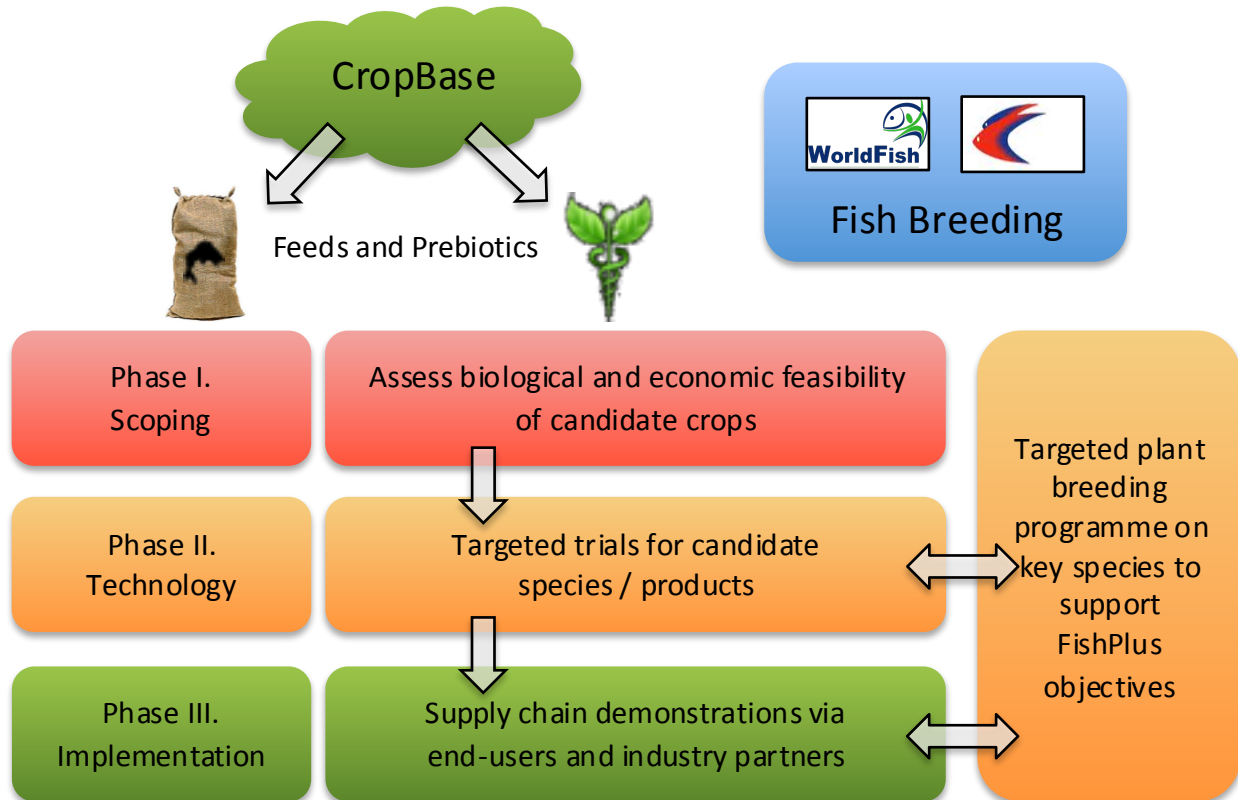 CropBase
WorldFish
Fish Breeding
Feeds and Prebiotics
Phase I.
Scoping
Assess biological and economic feasibility
of candidate crops
Phase II.
Technology
Targeted trials for candidate
species / products
Phase III.
Implementation
Supply chain demonstrations via
end-users and industry partners
Targeted plant
breeding
programme on
key species to
support
FishPlus
objectives